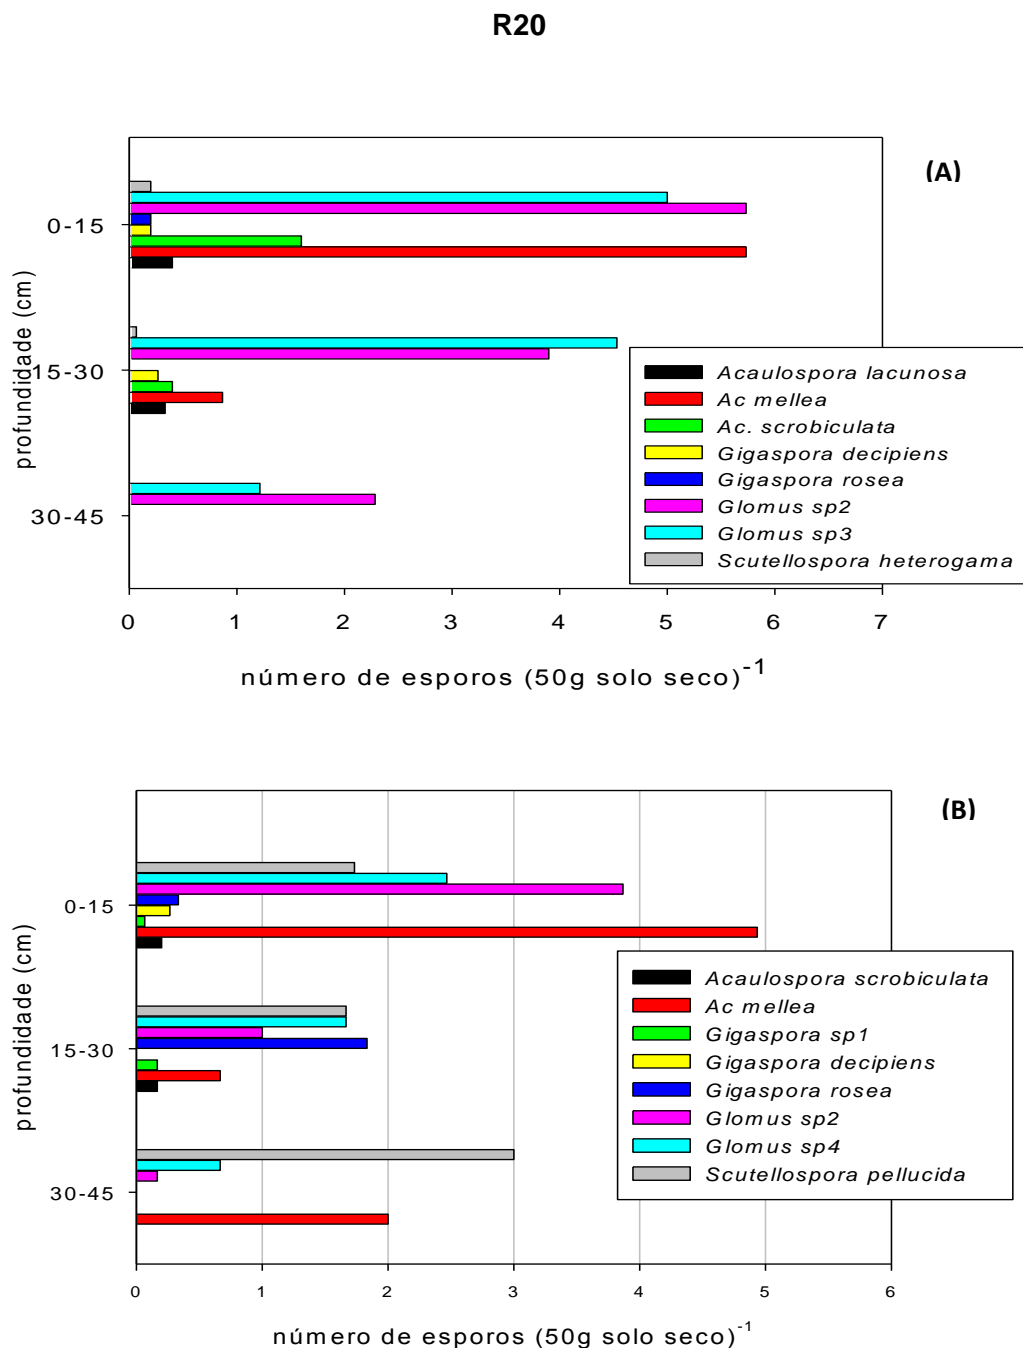 R20
(A)
profundidade (cm)
0-15
15-30
30-45
Acaulospora lacunosa
Ac mellea
Ac. scrobiculata
Gigaspora decipiens
Gigaspora rosea
Glomus sp2
Glomus sp3
Scutellospora heterogama
0 1 2 3 4 5 6 7
número de esporos (50g solo seco)-1
(B)
profundidade (cm)
0-15
15-30
30-45
Acaulospora scrobiculata
Ac mellea
Gigaspora sp1
Gigaspora decipiens
Gigaspora rosea
Glomus sp2
Glomus sp4
Scutellospora pellucida
0 1 2 3 4 5 6
número de esporos (50g solo seco)-1